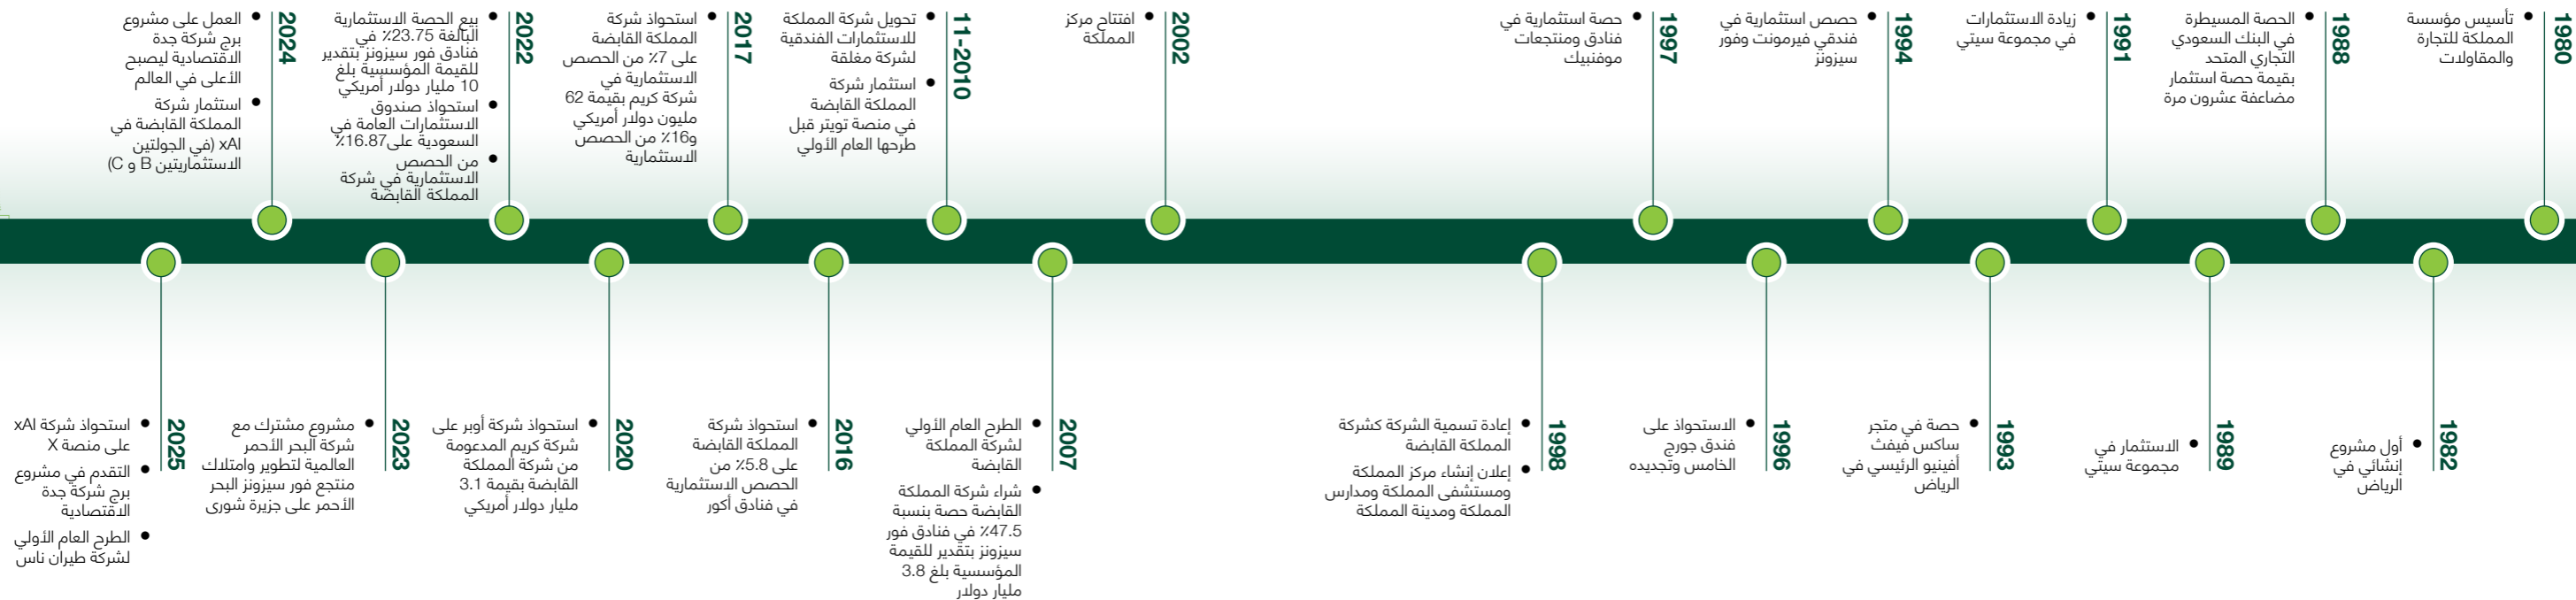 1980
تأسيس مؤسسة
المملكة للتجارة
والمقاولات
1982
أول مشروع
إنشائي في
الرياض
1988
الحصة المسيطرة
في البنك السعودي
التجاري المتحد
بقيمة حصة استثمار
مضاعفة عشرون مرة
1989
الاستثمار في
مجموعة سيتي
1991
زيادة الاستثمارات
في مجموعة سيتي
1993
حصة في متجر
ساكس فيفث
أفينيو الرئيسي في
الرياض
1994
حصص استثمارية في
فندقي فيرمونت وفور
سيزونز
1996
الاستحواذ على
فندق جورج
الخامس وتجديده
1997
حصة استثمارية في
فنادق ومنتجعات
موفنبيك
1998
إعادة تسمية الشركة كشركة
المملكة القابضة
إعلان إنشاء مركز المملكة
ومستشفى المملكة ومدارس
المملكة ومدينة المملكة
2002
افتتاح مركز
المملكة
2007
الطرح العام الأولي
لشركة المملكة
القابضة
شراء شركة المملكة
القابضة حصة بنسبة
47.5٪ في فنادق فور
سيزونز بتقدير للقيمة
المؤسسية بلغ 3.8
مليار دولار
11-2010
تحويل شركة المملكة
للاستثمارات الفندقية
لشركة مغلقة
استثمار شركة
المملكة القابضة
في منصة تويتر قبل
طرحها العام الأولي
2016
استحواذ شركة
المملكة القابضة
على 5.8٪ من
الحصص الاستثمارية
في فنادق أكور
2017
استحواذ شركة
المملكة القابضة
على 7٪ من الحصص
الاستثمارية في
شركة كريم بقيمة 62
مليون دولار أمريكي
و16٪ من الحصص
الاستثمارية
2020
استحواذ شركة أوبر على
شركة كريم المدعومة
من شركة المملكة
القابضة بقيمة 3.1
مليار دولار أمريكي
2022
بيع الحصة الاستثمارية
البالغة 23.75٪ في
فنادق فور سيزونز بتقدير
للقيمة المؤسسية بلغ
10 مليار دولار أمريكي
استحواذ صندوق
الاستثمارات العامة في
السعودية على16.87٪
من الحصص
الاستثمارية في شركة
المملكة القابضة
2023
مشروع مشترك مع
شركة البحر الأحمر
العالمية لتطوير وامتلاك
منتجع فور سيزونز البحر
الأحمر على جزيرة شورى
2024
العمل على مشروع
برج شركة جدة
الاقتصادية ليصبح
الأعلى في العالم
استثمار شركة
المملكة القابضة في
xAI (في الجولتين
الاستثماريتين B و C)
2025
استحواذ شركة xAI
على منصة X
التقدم في مشروع
برج شركة جدة
الاقتصادية
الطرح العام الأولي
لشركة طيران ناس